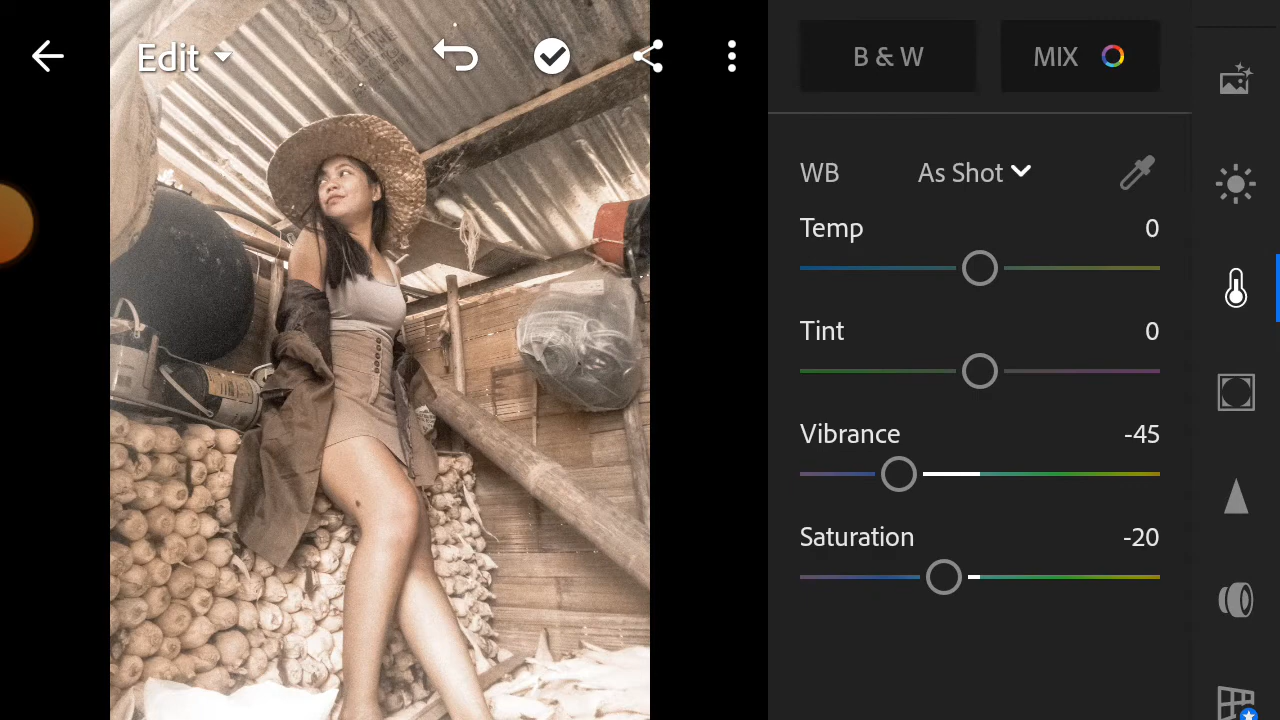 Edit
B & W
MIX
WB As Shot
Temp 0
Tint 0
Vibrance -45
Saturation -20